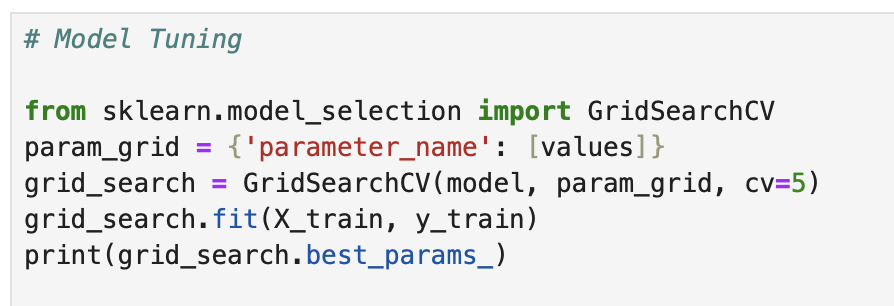 # Model Tuning
from sklearn.model_selection import GridSearchCV
param_grid = {'parameter_name': [values]}
grid_search = GridSearchCV(model, param_grid, cv=5)
grid_search.fit(X_train, y_train)
print(grid_search.best_params_)